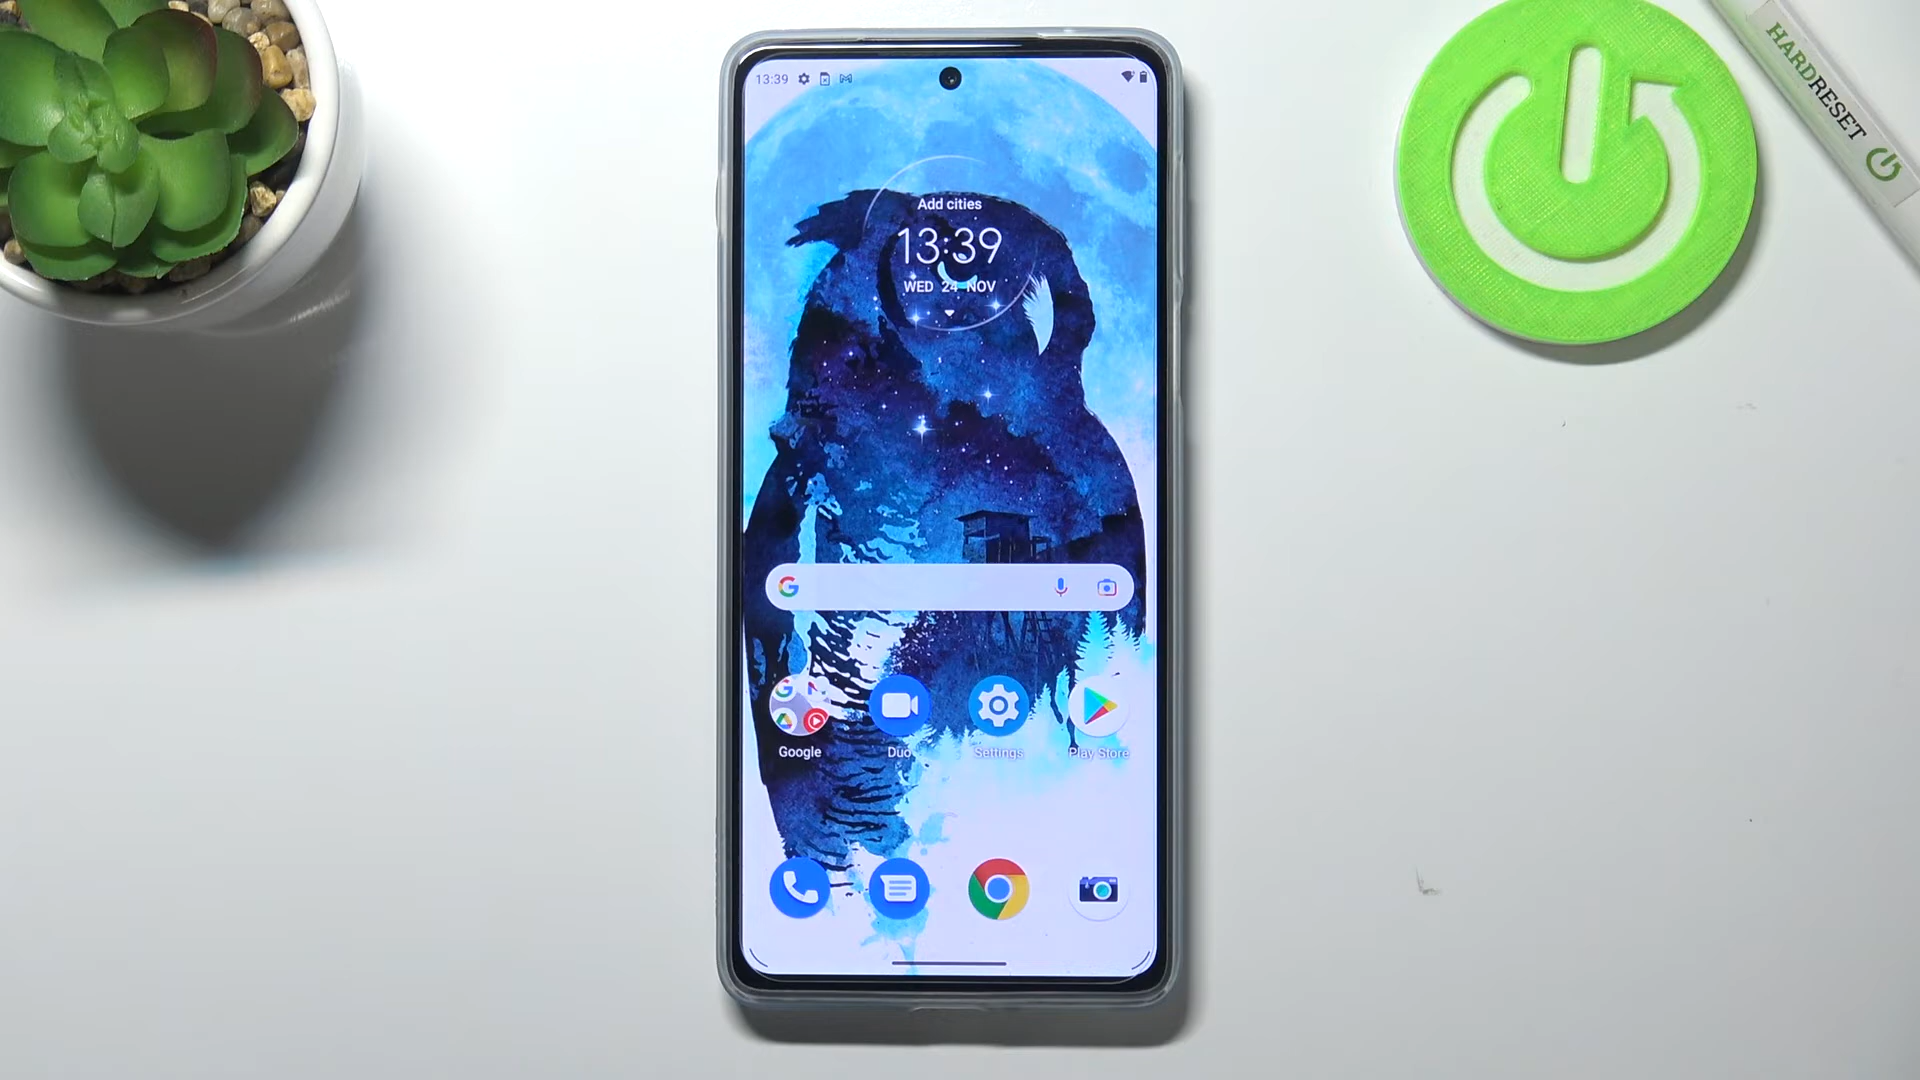 13:39
Add cities
13:39
WED 24 NOV
Google
Duo
Settings
Play Store
HARDRESET